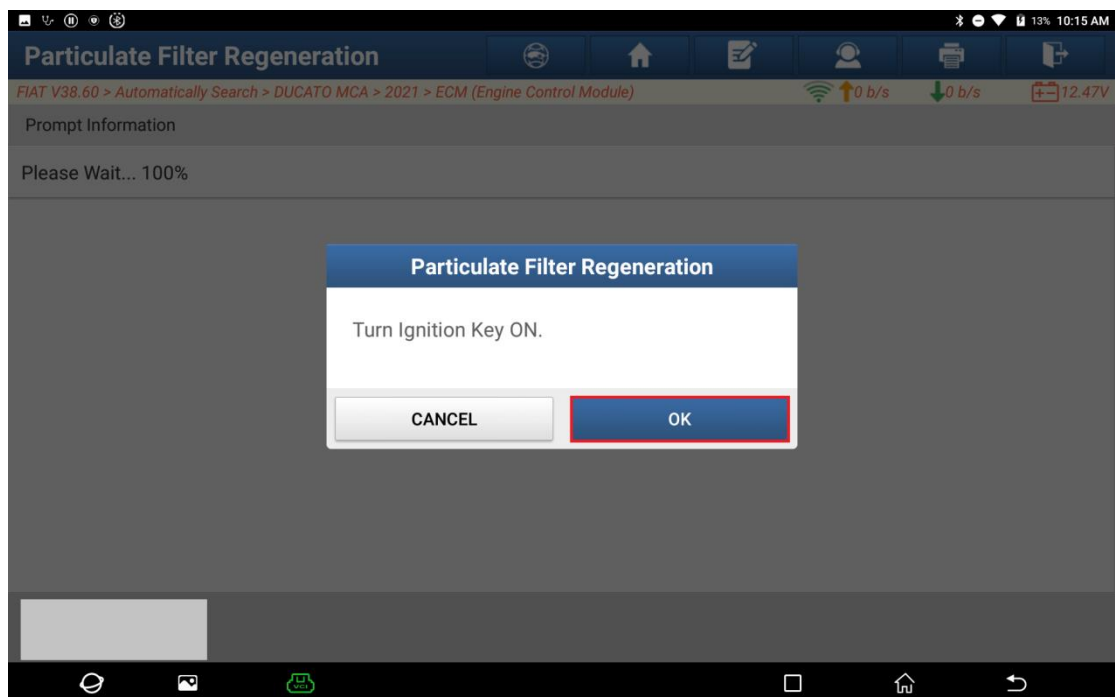 13% 10:15 AM
Particulate Filter Regeneration
FIAT V38.60 > Automatically Search > DUCATO MCA > 2021 > ECM (Engine Control Module)
0 b/s
0 b/s
12.47V
Prompt Information
Please Wait... 100%
Particulate Filter Regeneration
Turn Ignition Key ON.
CANCEL
OK
VCI